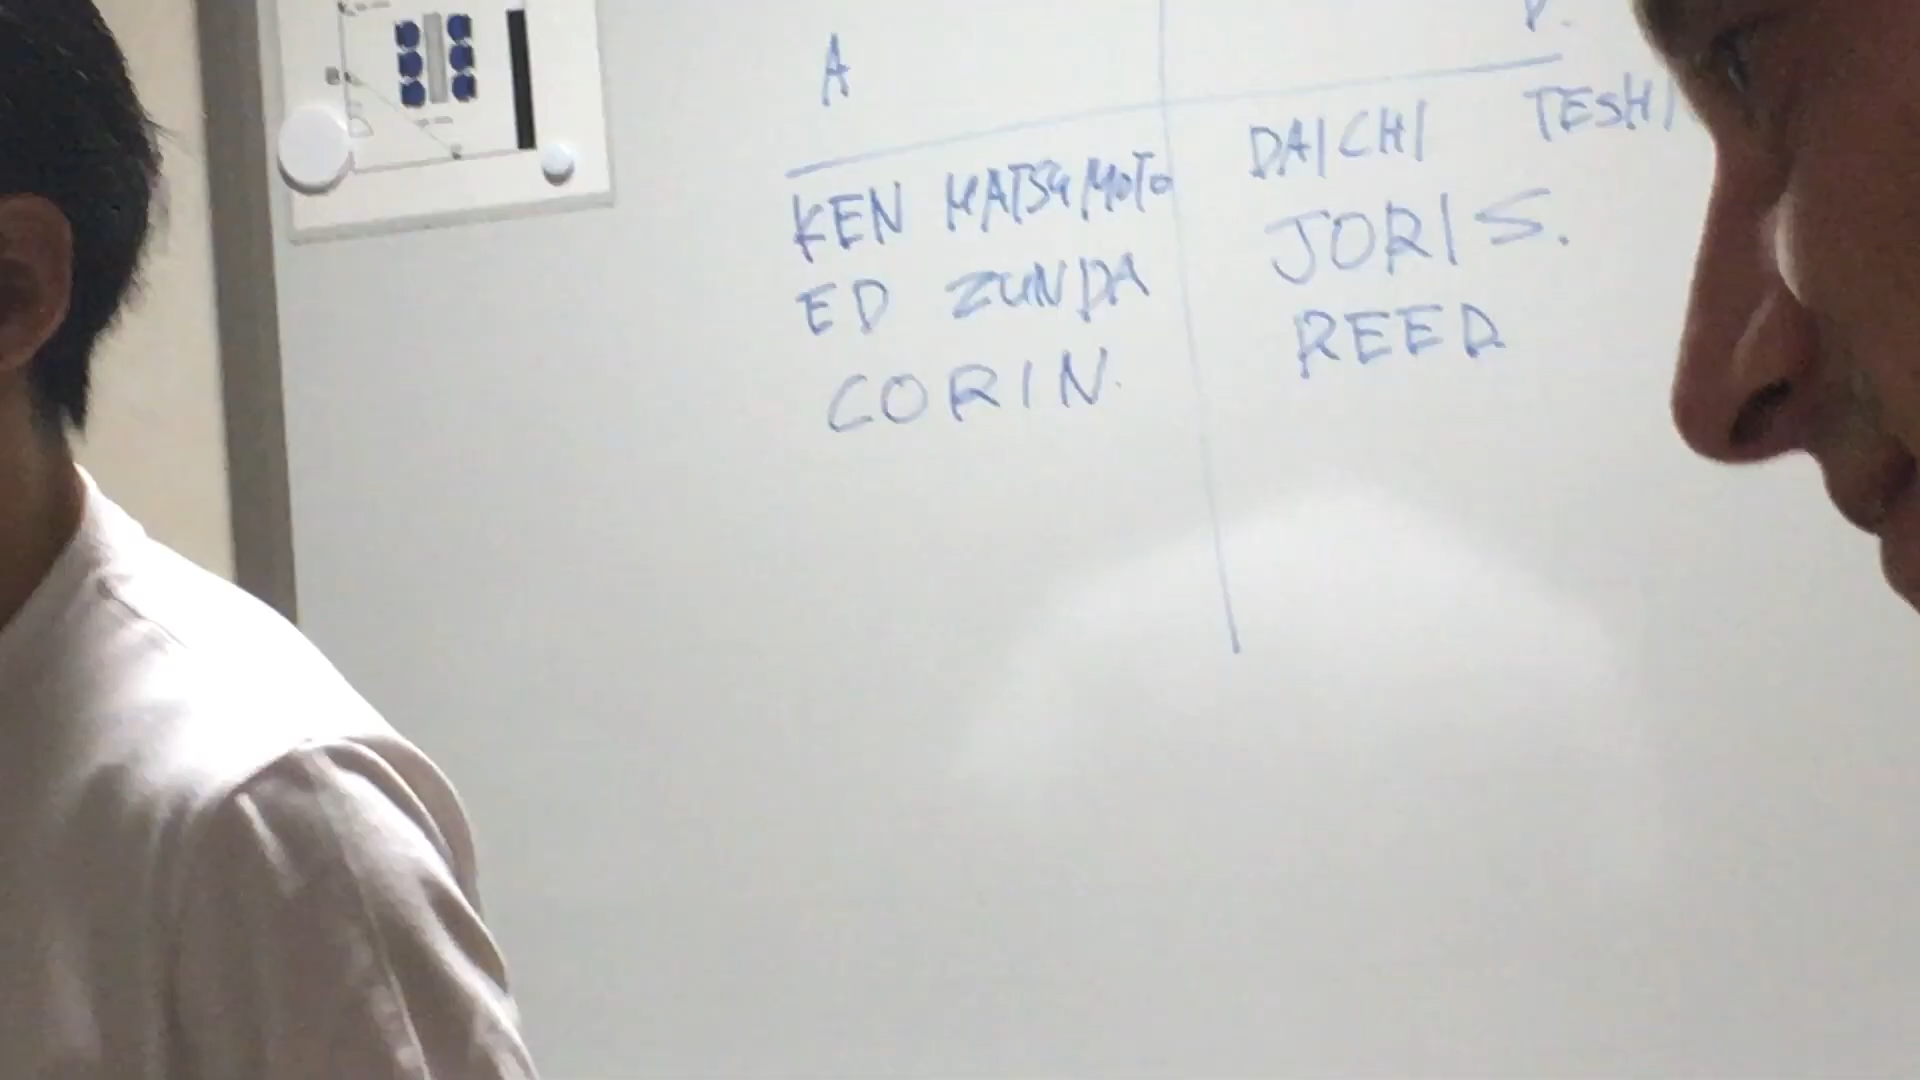 A
KEN MATSUMOTO
ED ZUNDA
CORIN.
DAICHI TESHI
JORIS S.
REED